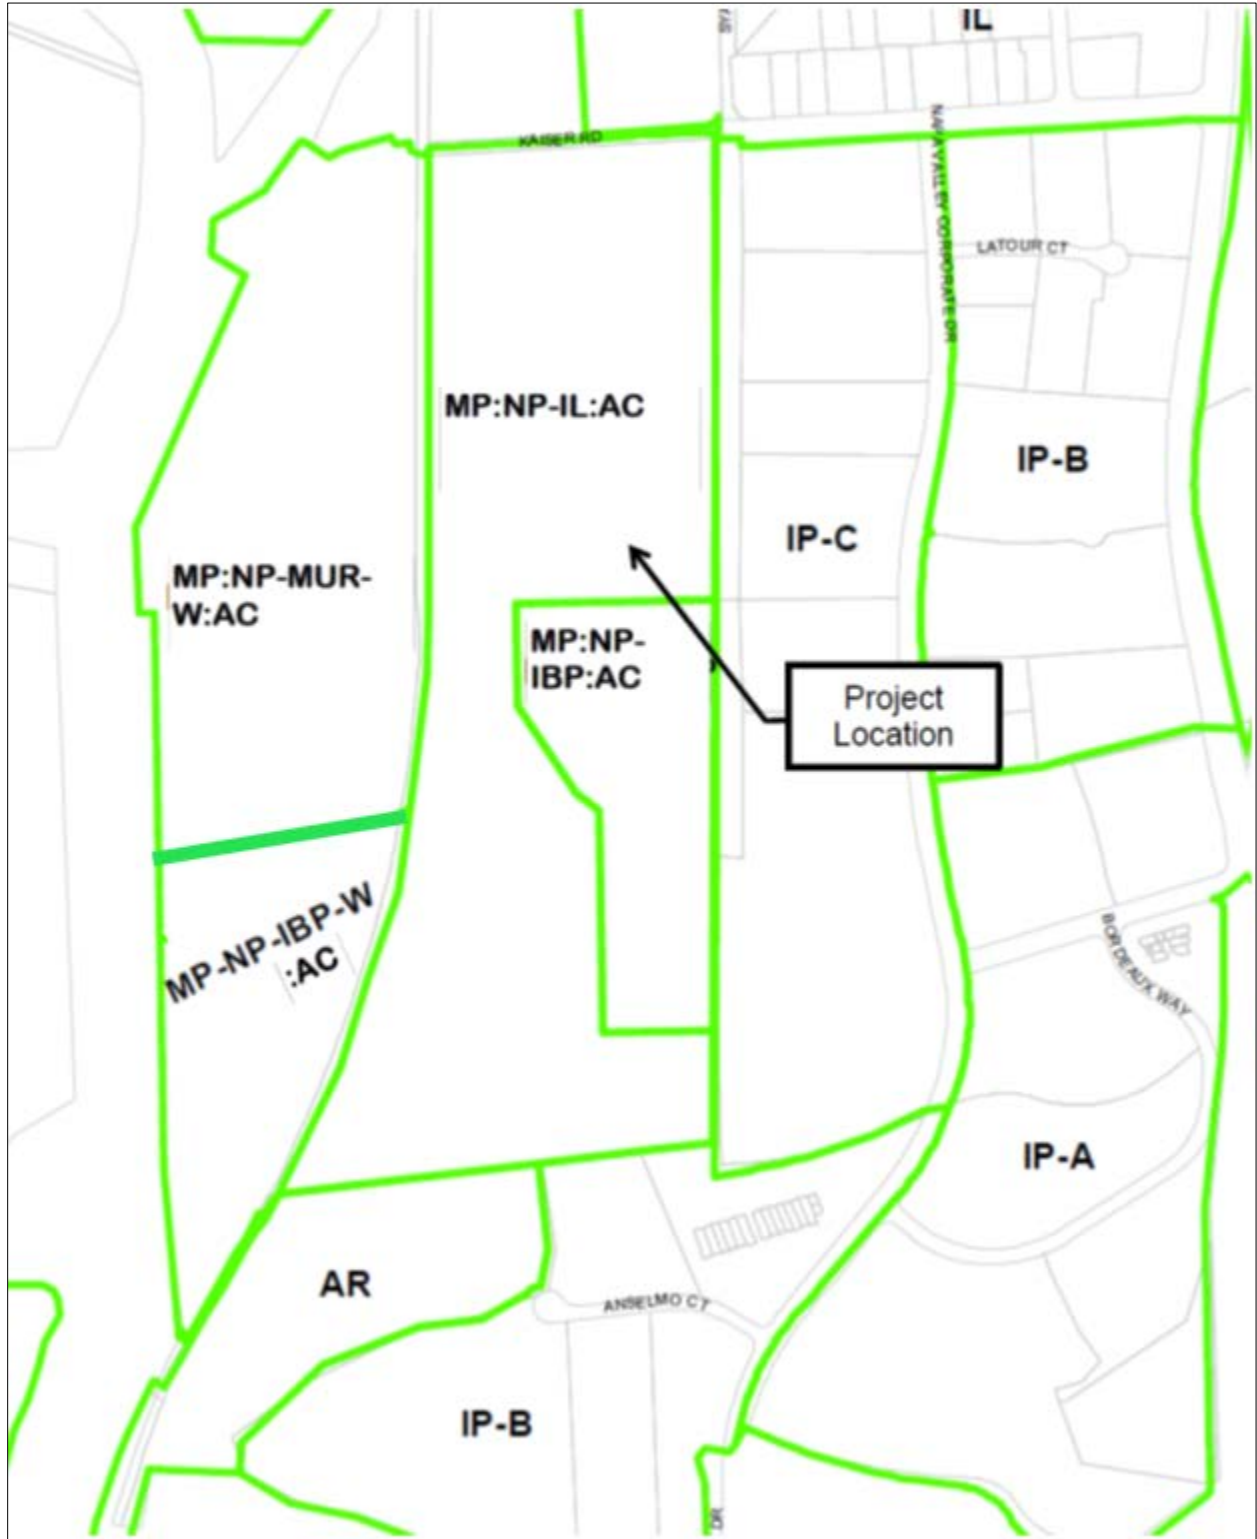 IL
KAISER RD
NAPA VALLEY CORPORATE DR
LATOUR CT
MP:NP-IL:AC
IP-B
IP-C
MP:NP-MUR-
W:AC
MP:NP-
IBP:AC
Project
Location
MP-NP-IBP-W
:AC
BORDEAUX WAY
IP-A
AR
ANSELMO CT
IP-B
DR